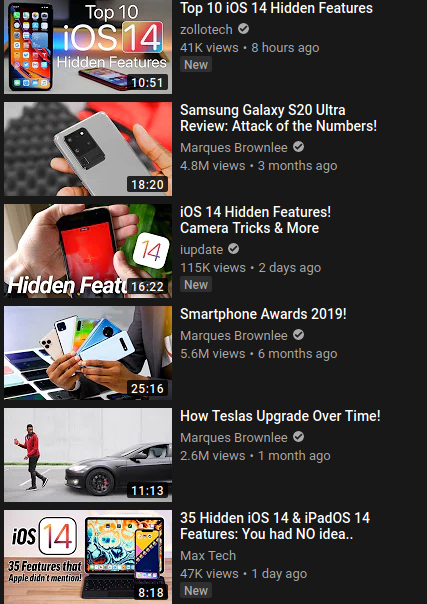 Top 10
iOS 14
Hidden Features
10:51
Top 10 iOS 14 Hidden Features
zollotech
41K views • 8 hours ago
New
18:20
Samsung Galaxy S20 Ultra
Review: Attack of the Numbers!
Marques Brownlee
4.8M views • 3 months ago
14
Hidden Featu
16:22
iOS 14 Hidden Features!
Camera Tricks & More
iupdate
115K views • 2 days ago
New
25:16
Smartphone Awards 2019!
Marques Brownlee
5.6M views • 6 months ago
11:13
How Teslas Upgrade Over Time!
Marques Brownlee
2.6M views • 1 month ago
iOS 14
35 Features that
Apple didn't mention!
8:18
35 Hidden iOS 14 & iPadOS 14
Features: You had NO idea..
Max Tech
47K views • 1 day ago
New